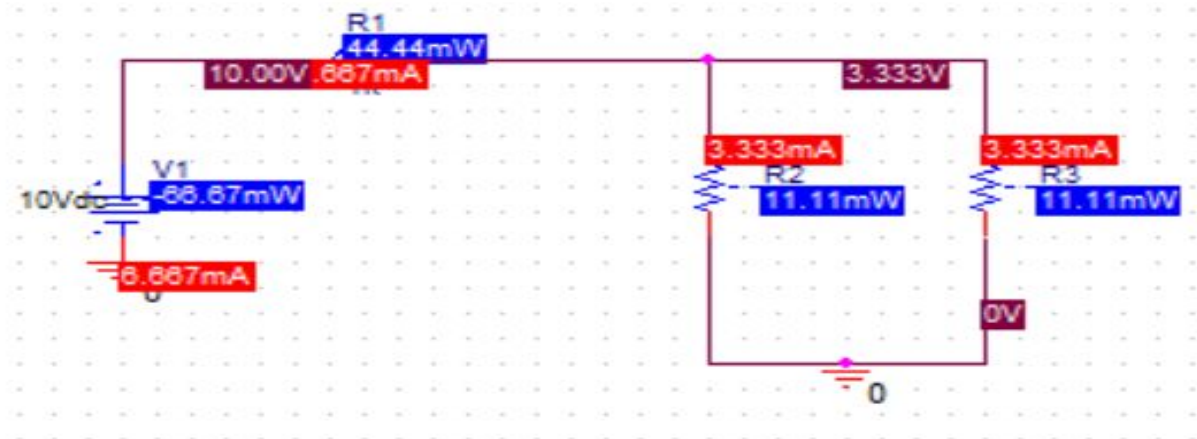 R1
44.44mW
10.00V
.667mA
3.333V
V1
10Vdc
-66.67mW
6.667mA
0
3.333mA
R2
11.11mW
3.333mA
R3
11.11mW
0V
0